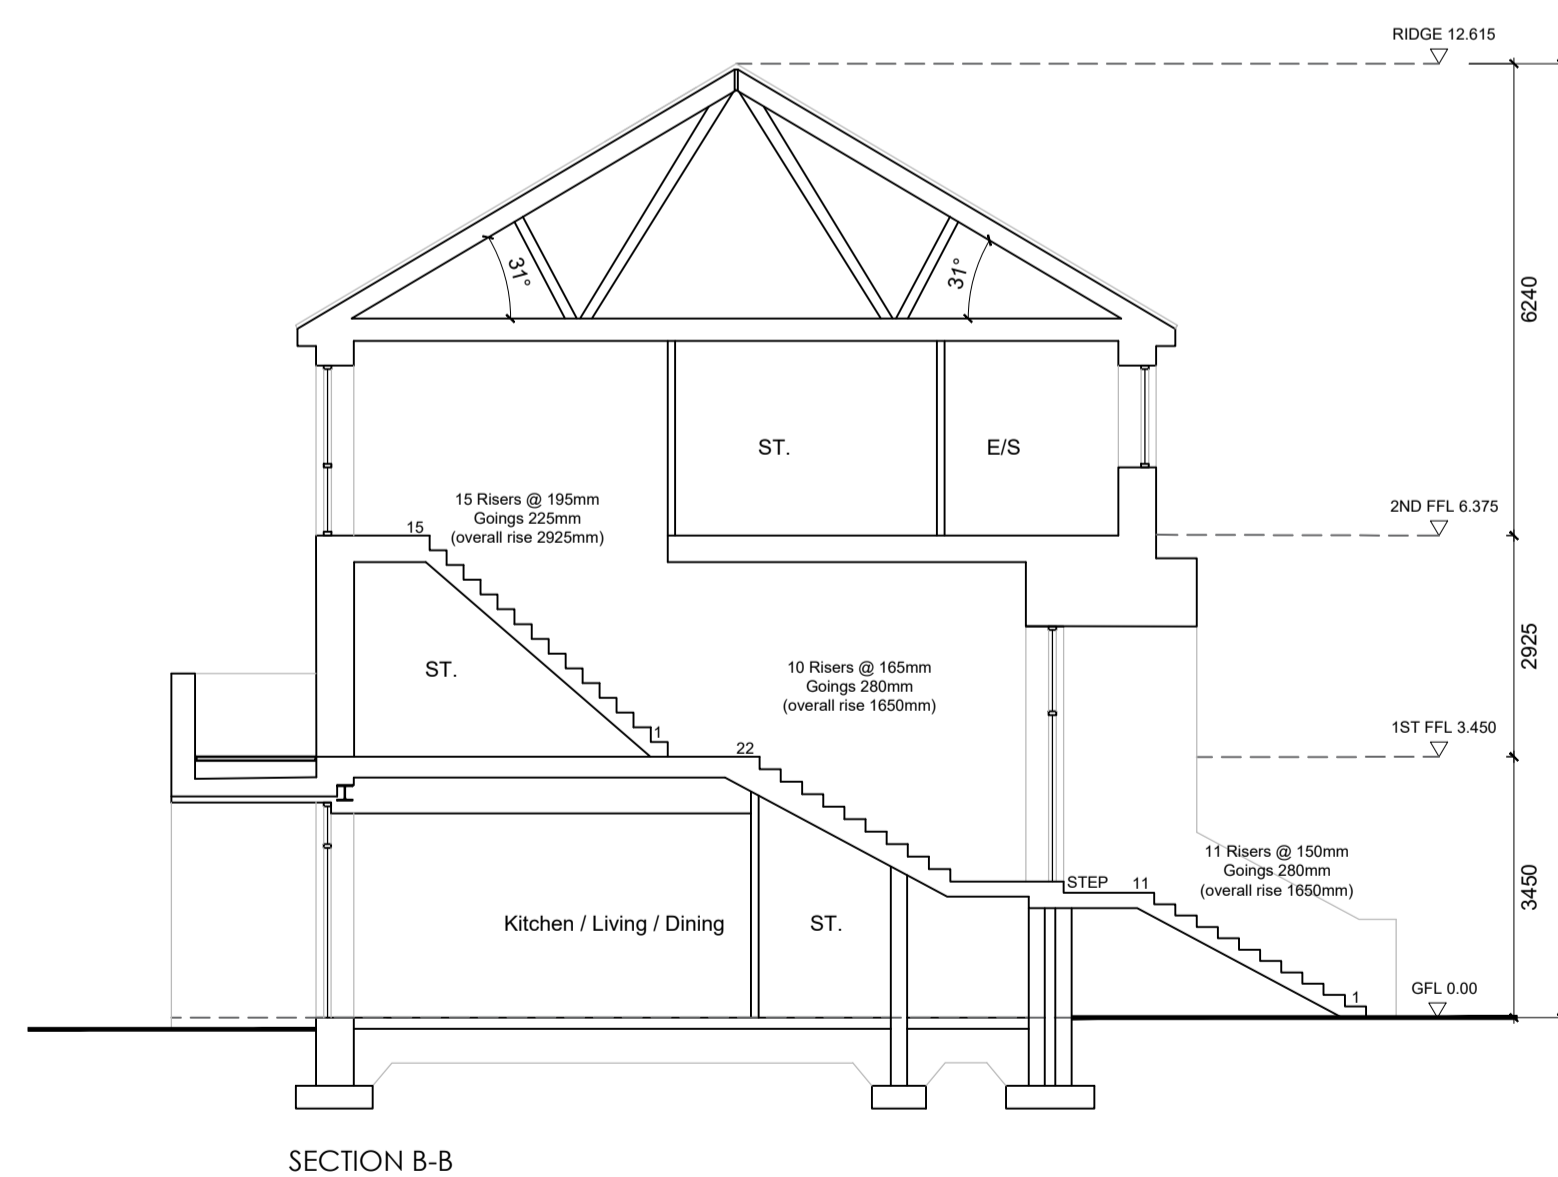 RIDGE 12.615
31°
31°
6240
ST.
E/S
15 Risers @ 195mm
Goings 225mm
(overall rise 2925mm)
2ND FFL 6.375
15
2925
ST.
10 Risers @ 165mm
Goings 280mm
(overall rise 1650mm)
1
22
1ST FFL 3.450
11 Risers @ 150mm
Goings 280mm
(overall rise 1650mm)
STEP
11
3450
Kitchen / Living / Dining
ST.
1
GFL 0.00
SECTION B-B